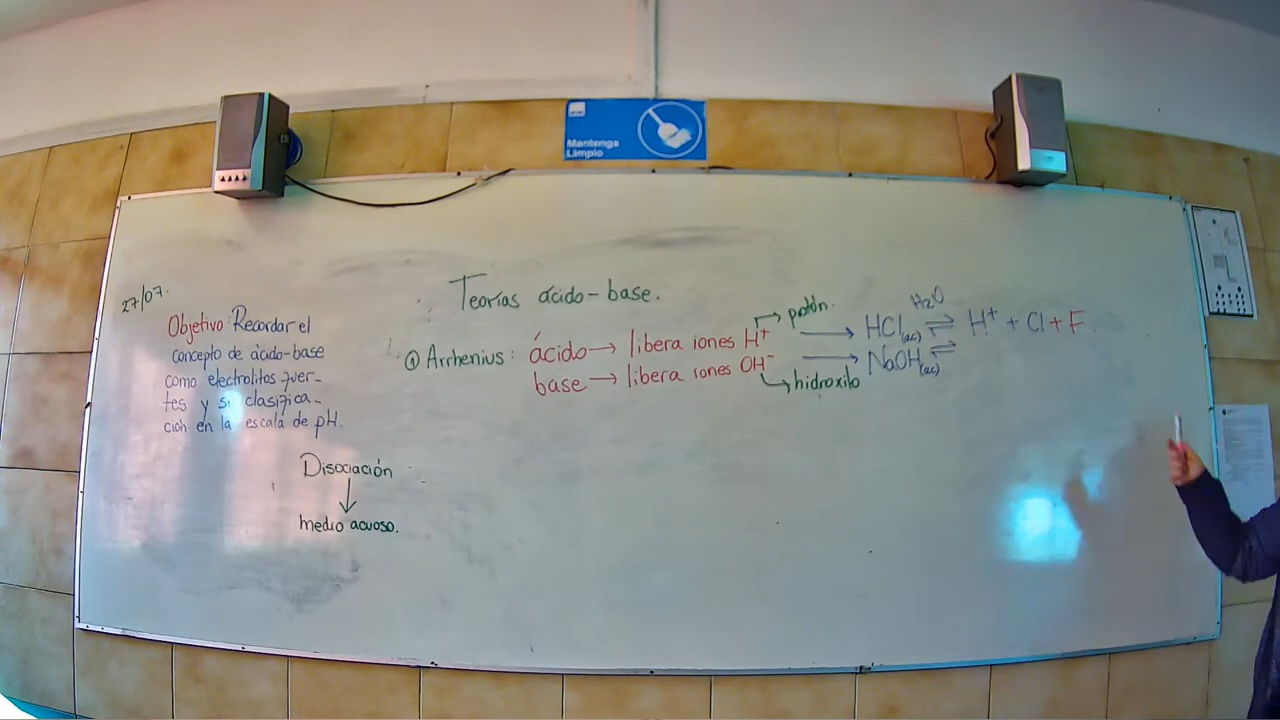 Mantenga
Limpio
27/07.
Teorías ácido-base.
Objetivo: Recordar el
concepto de ácido-base
como electrolitos fuer-
tes y su clasifica-
ción en la escala de pH.
Disociación
medio acuoso.
① Arrhenius: ácido → libera iones H⁺ → HCl(ac) ⇌ H⁺ + Cl + F
protón.
H₂O
base → libera iones OH⁻ → NaOH(ac) ⇌
hidroxilo